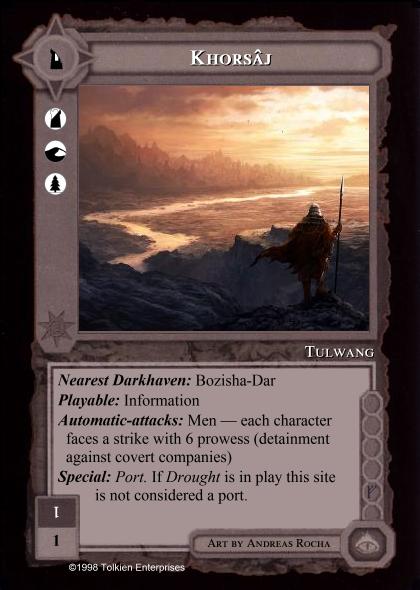 KHORSÂJ
TULWANG
Nearest Darkhaven: Bozisha-Dar
Playable: Information
Automatic-attacks: Men — each character
faces a strike with 6 prowess (detainment
against covert companies)
Special: Port. If Drought is in play this site
is not considered a port.
I
1
ART BY ANDREAS ROCHA
©1998 Tolkien Enterprises